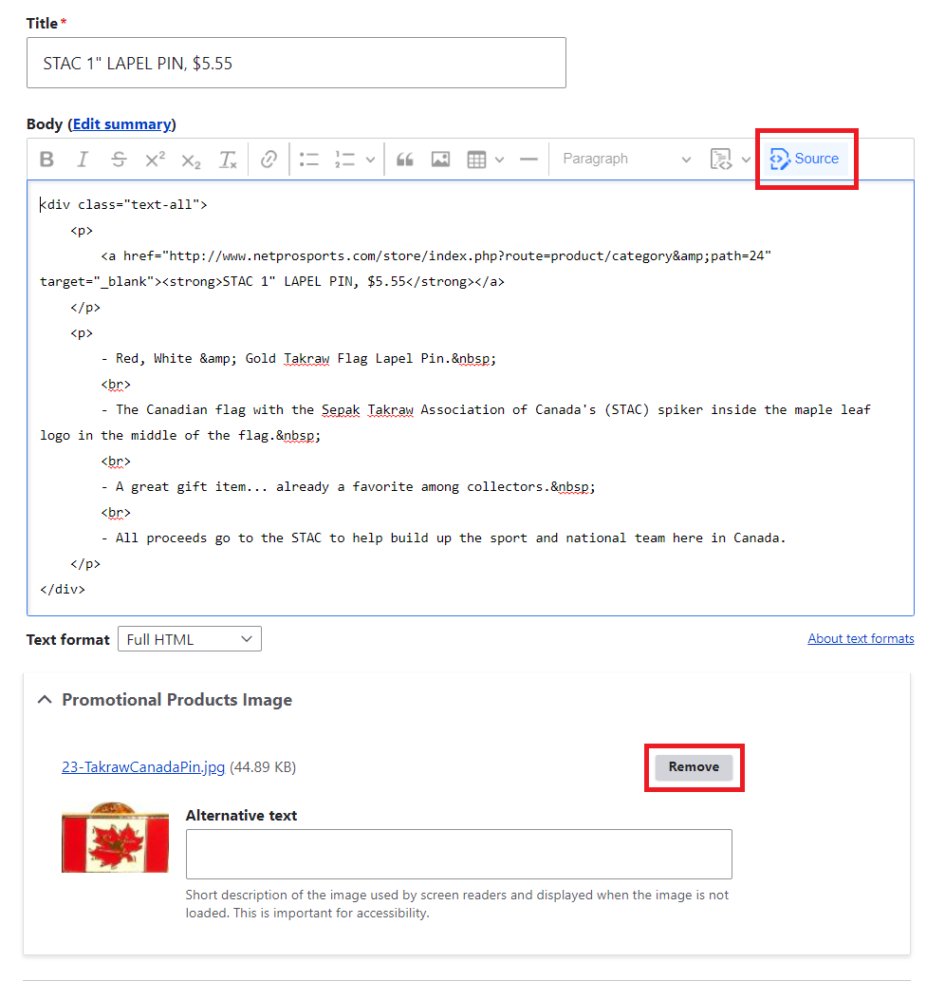 Title*
STAC 1" LAPEL PIN, $5.55
Body (Edit summary)
B I S X² X₂ Tx Paragraph Source
<div class="text-all">
<p>
<a href="http://www.netprosports.com/store/index.php?route=product/category&amp;path=24"
target="_blank"><strong>STAC 1" LAPEL PIN, $5.55</strong></a>
</p>
<p>
- Red, White &amp; Gold Takraw Flag Lapel Pin.&nbsp;
<br>
- The Canadian flag with the Sepak Takraw Association of Canada's (STAC) spiker inside the maple leaf
logo in the middle of the flag.&nbsp;
<br>
- A great gift item... already a favorite among collectors.&nbsp;
<br>
- All proceeds go to the STAC to help build up the sport and national team here in Canada.
</p>
</div>
Text format Full HTML About text formats
Promotional Products Image
23-TakrawCanadaPin.jpg (44.89 KB) Remove
Alternative text
Short description of the image used by screen readers and displayed when the image is not
loaded. This is important for accessibility.